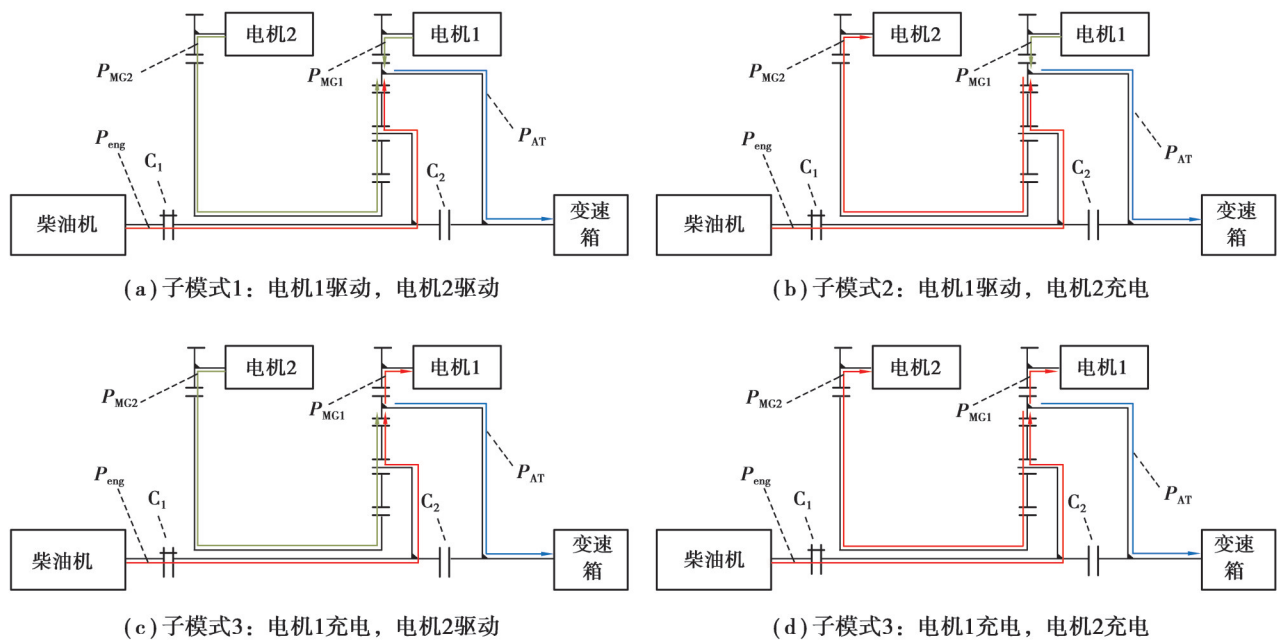 电机2
电机1
P_MG2
P_MG1
P_AT
P_eng
C_1
C_2
柴油机
变速箱
(a)子模式1：电机1驱动，电机2驱动
电机2
电机1
P_MG2
P_MG1
P_AT
P_eng
C_1
C_2
柴油机
变速箱
(b)子模式2：电机1驱动，电机2充电
电机2
电机1
P_MG2
P_MG1
P_AT
P_eng
C_1
C_2
柴油机
变速箱
(c)子模式3：电机1充电，电机2驱动
电机2
电机1
P_MG2
P_MG1
P_AT
P_eng
C_1
C_2
柴油机
变速箱
(d)子模式3：电机1充电，电机2充电